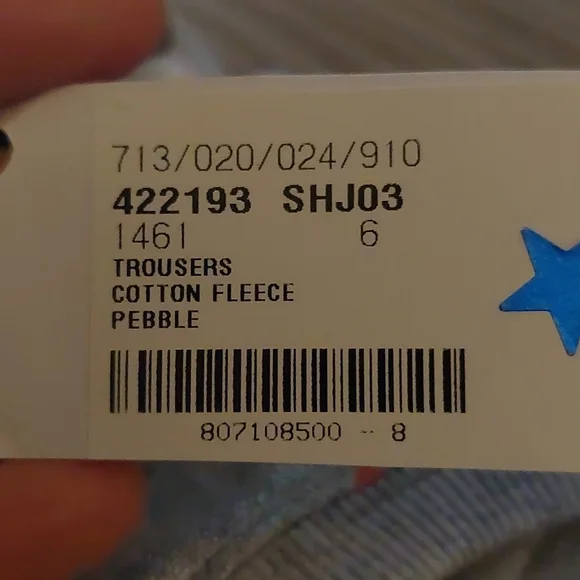 713/020/024/910
422193 SHJ03
1461 6
TROUSERS
COTTON FLEECE
PEBBLE
807108500 - 8